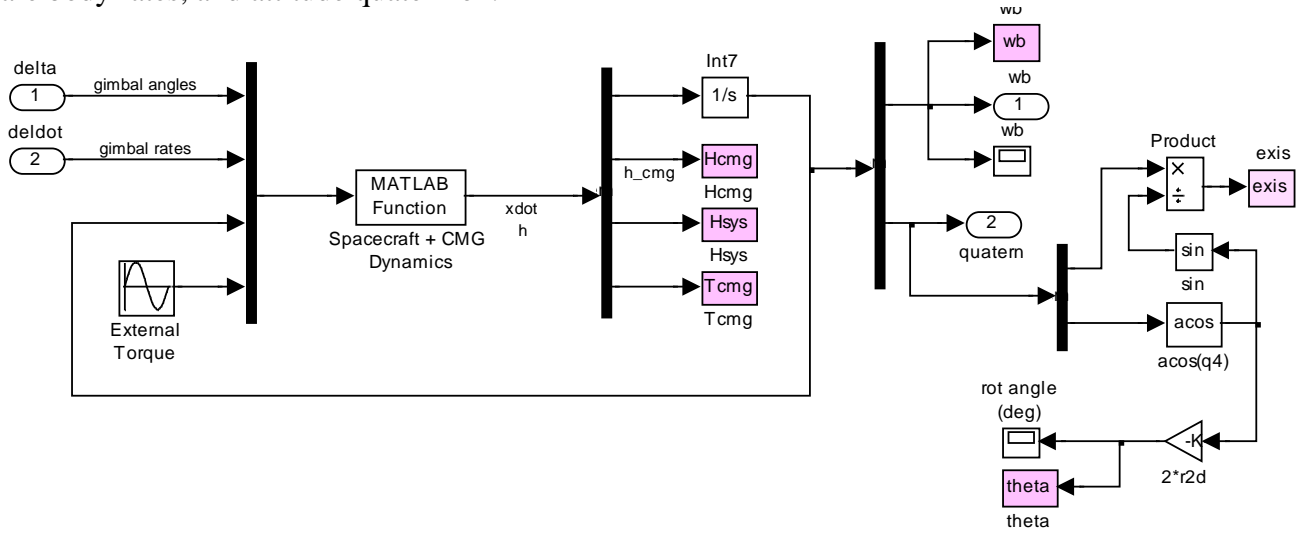 wb
delta
1
gimbal angles
deldot
2
gimbal rates
External
Torque
MATLAB
Function
Spacecraft + CMG
Dynamics
xdot
h
Int7
1/s
h_cmg
Hcmg
Hcmg
Hsys
Hsys
Tcmg
Tcmg
wb
wb
1
wb
2
quatern
Product
×
÷
exis
exis
sin
sin
acos
acos(q4)
rot angle
(deg)
-K
2*r2d
theta
theta